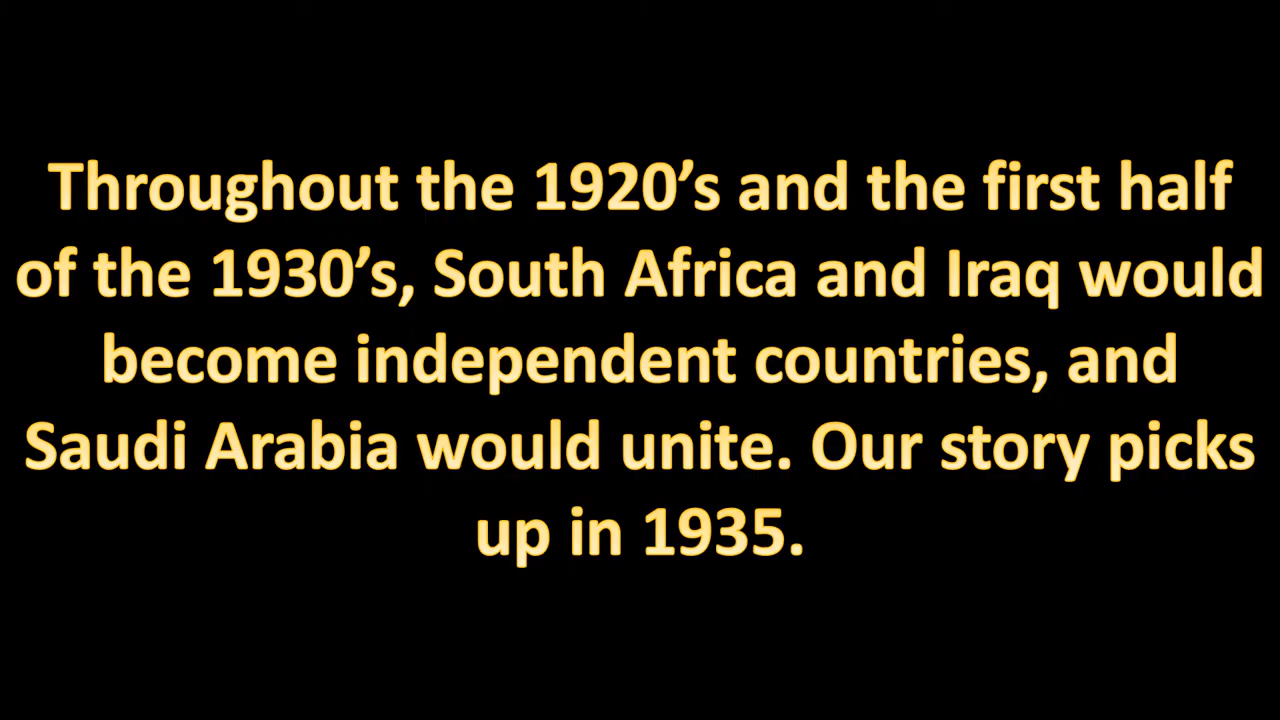 Throughout the 1920’s and the first half
of the 1930’s, South Africa and Iraq would
become independent countries, and
Saudi Arabia would unite. Our story picks
up in 1935.